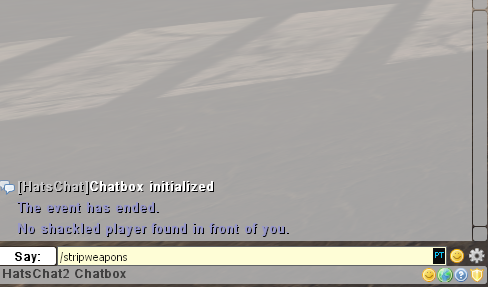 [HatsChat]Chatbox initialized
The event has ended.
No shackled player found in front of you.
Say: /stripweapons PT
HatsChat2 Chatbox